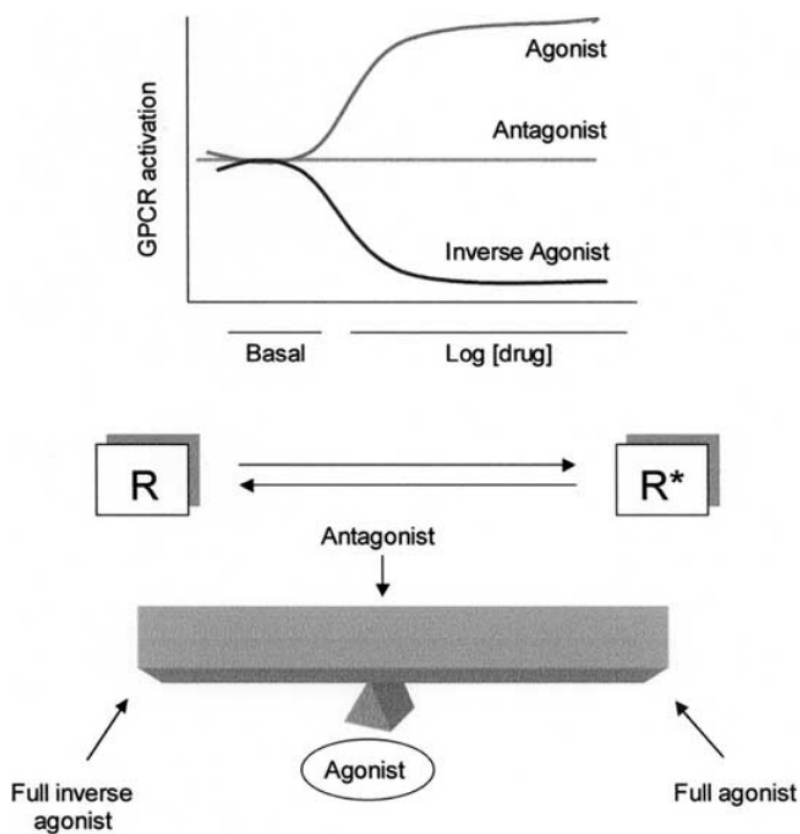 GPCR activation
Agonist
Antagonist
Inverse Agonist
Basal
Log [drug]
R
R*
Antagonist
Agonist
Full inverse
agonist
Full agonist